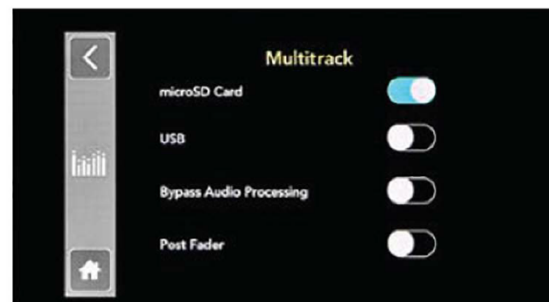 Multitrack
microSD Card
USB
Bypass Audio Processing
Post Fader